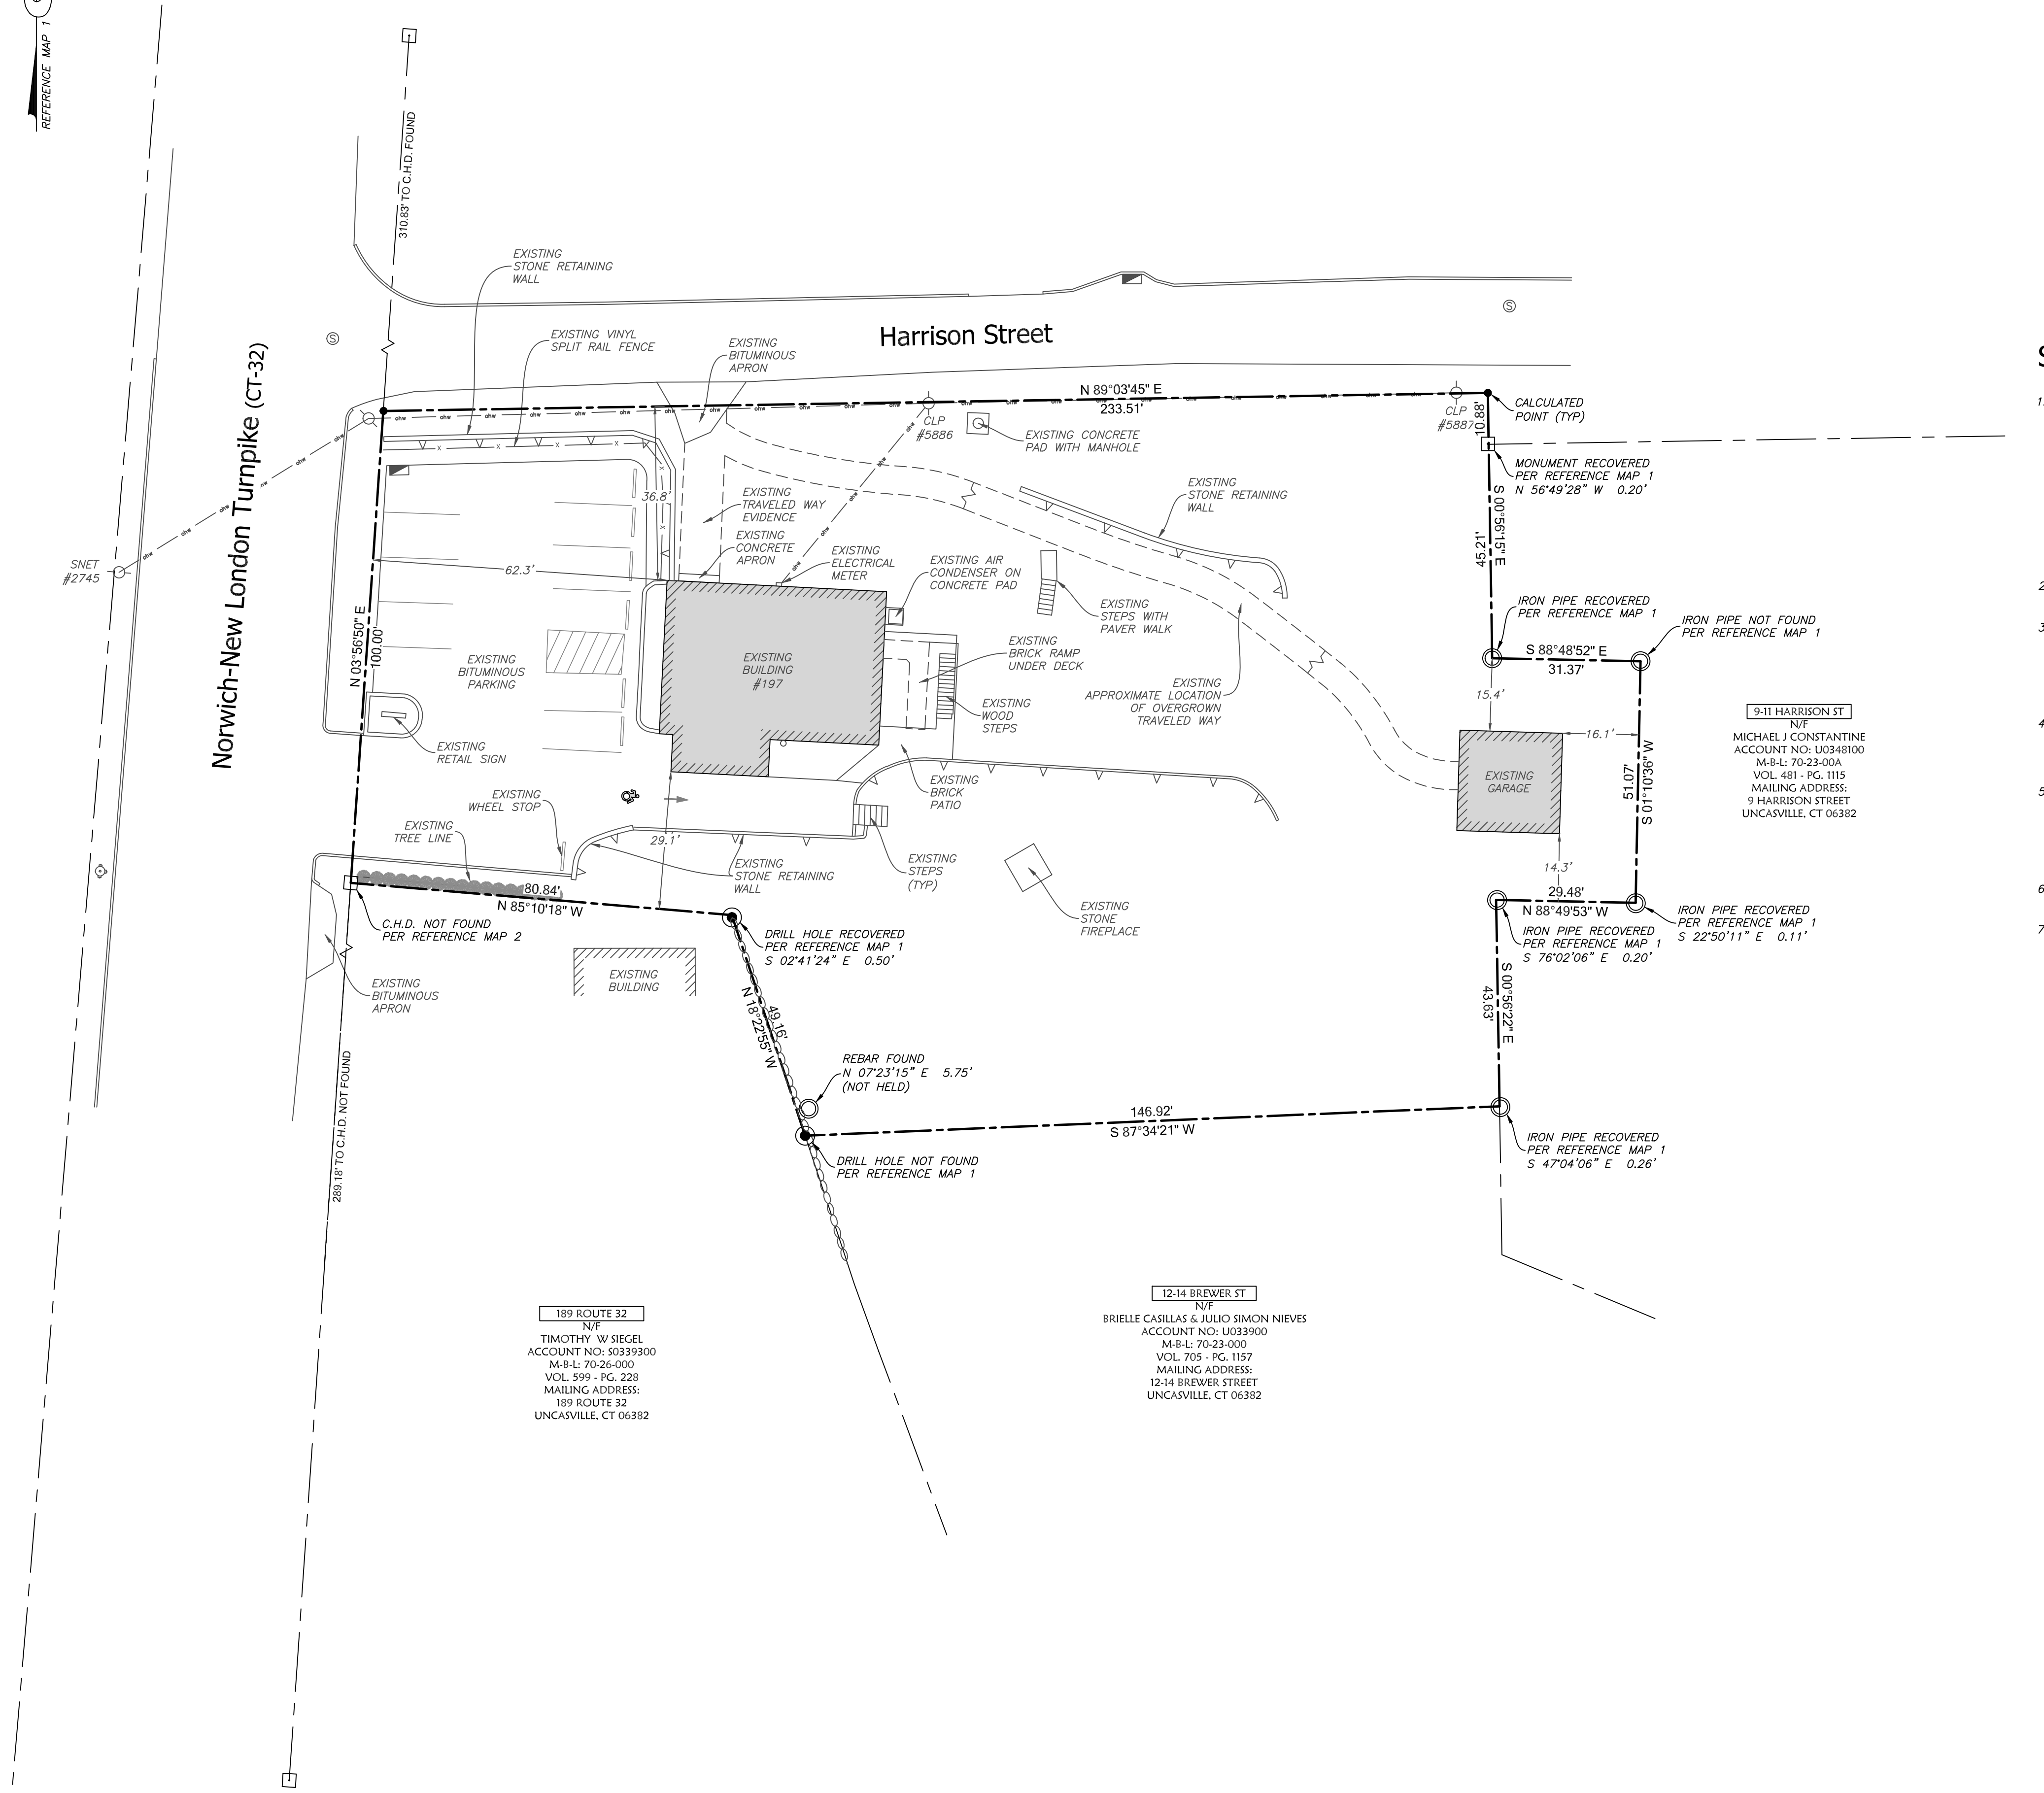 REFERENCE MAP 1
310.83' TO C.H.D. FOUND
EXISTING
STONE RETAINING
WALL
EXISTING VINYL
SPLIT RAIL FENCE
EXISTING
BITUMINOUS
APRON
Harrison Street
S
S
N 89°03'45" E
233.51'
CLP
#5886
CLP
#5887
10.88'
CALCULATED
POINT (TYP)
EXISTING CONCRETE
PAD WITH MANHOLE
MONUMENT RECOVERED
PER REFERENCE MAP 1
N 56°49'28" W 0.20'
Norwich-New London Turnpike (CT-32)
36.8'
EXISTING
TRAVELED WAY
EVIDENCE
EXISTING
STONE RETAINING
WALL
S 00°56'15" E
45.21'
SNET
#2745
62.3'
EXISTING
CONCRETE
APRON
EXISTING
ELECTRICAL
METER
EXISTING AIR
CONDENSER ON
CONCRETE PAD
EXISTING
STEPS WITH
PAVER WALK
IRON PIPE RECOVERED
PER REFERENCE MAP 1
IRON PIPE NOT FOUND
PER REFERENCE MAP 1
N 03°56'50" E
100.00'
EXISTING
BITUMINOUS
PARKING
EXISTING
BUILDING
#197
EXISTING
BRICK RAMP
UNDER DECK
S 88°48'52" E
31.37'
EXISTING
APPROXIMATE LOCATION
OF OVERGROWN
TRAVELED WAY
15.4'
EXISTING
WOOD
STEPS
16.1'
9-11 HARRISON ST
N/F
MICHAEL J CONSTANTINE
ACCOUNT NO: U0348100
M-B-L: 70-23-00A
VOL. 481 - PG. 1115
MAILING ADDRESS:
9 HARRISON STREET
UNCASVILLE, CT 06382
EXISTING
RETAIL SIGN
EXISTING
GARAGE
51.07'
S 01°10'36" W
EXISTING
WHEEL STOP
EXISTING
BRICK
PATIO
EXISTING
TREE LINE
29.1'
EXISTING
STONE RETAINING
WALL
EXISTING
STEPS
(TYP)
14.3'
80.84'
N 85°10'18" W
29.48'
N 88°49'53" W
EXISTING
STONE
FIREPLACE
C.H.D. NOT FOUND
PER REFERENCE MAP 2
DRILL HOLE RECOVERED
PER REFERENCE MAP 1
S 02°41'24" E 0.50'
IRON PIPE RECOVERED
PER REFERENCE MAP 1
S 22°50'11" E 0.11'
IRON PIPE RECOVERED
PER REFERENCE MAP 1
S 76°02'06" E 0.20'
EXISTING
BUILDING
EXISTING
BITUMINOUS
APRON
49.16'
N 18°22'55" W
S 00°56'22" E
43.63'
REBAR FOUND
N 07°23'15" E 5.75'
(NOT HELD)
289.18' TO C.H.D. NOT FOUND
146.92'
S 87°34'21" W
DRILL HOLE NOT FOUND
PER REFERENCE MAP 1
IRON PIPE RECOVERED
PER REFERENCE MAP 1
S 47°04'06" E 0.26'
189 ROUTE 32
N/F
TIMOTHY W SIEGEL
ACCOUNT NO: S0339300
M-B-L: 70-26-000
VOL. 599 - PG. 228
MAILING ADDRESS:
189 ROUTE 32
UNCASVILLE, CT 06382
12-14 BREWER ST
N/F
BRIELLE CASILLAS & JULIO SIMON NIEVES
ACCOUNT NO: U033900
M-B-L: 70-23-000
VOL. 705 - PG. 1157
MAILING ADDRESS:
12-14 BREWER STREET
UNCASVILLE, CT 06382